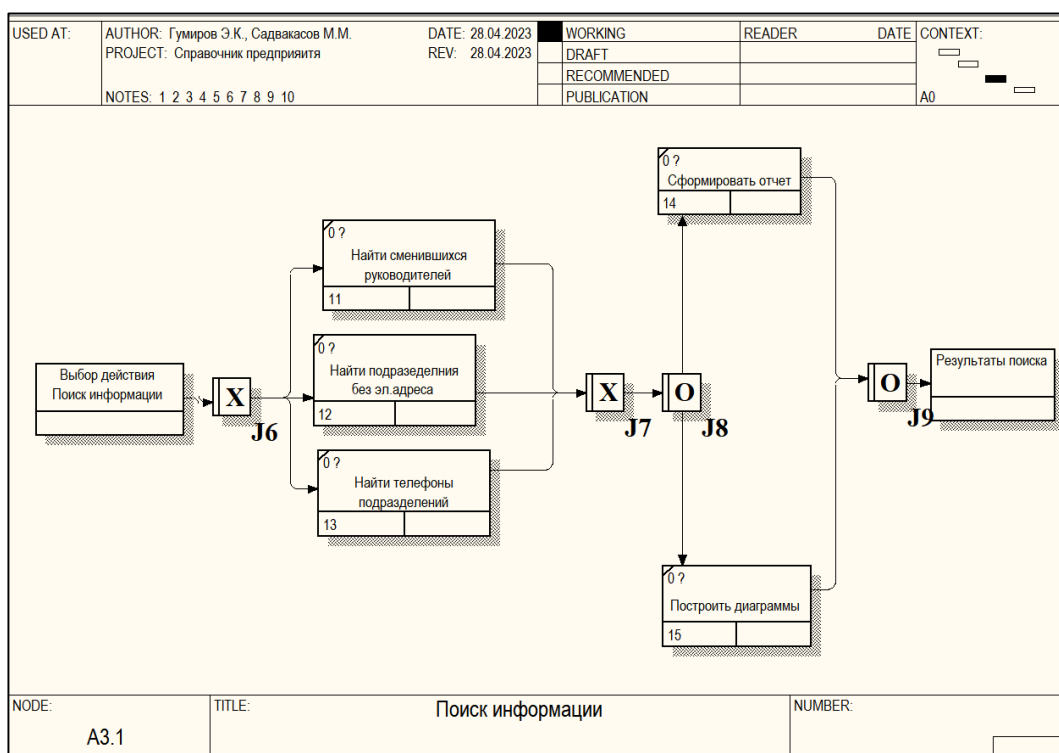 USED AT:
AUTHOR: Гумиров Э.К., Садвакасов М.М.
DATE: 28.04.2023
PROJECT: Справочник предприяитя
REV: 28.04.2023
NOTES: 1 2 3 4 5 6 7 8 9 10
WORKING
DRAFT
RECOMMENDED
PUBLICATION
READER DATE
CONTEXT:
A0
Выбор действия
Поиск информации
X
J6
0 ?
Найти сменившихся
руководителей
11
0 ?
Найти подразеделния
без эл.адреса
12
0 ?
Найти телефоны
подразделений
13
X
J7
O
J8
0 ?
Сформировать отчет
14
0 ?
Построить диаграммы
15
O
J9
Результаты поиска
NODE:
A3.1
TITLE:
Поиск информации
NUMBER: